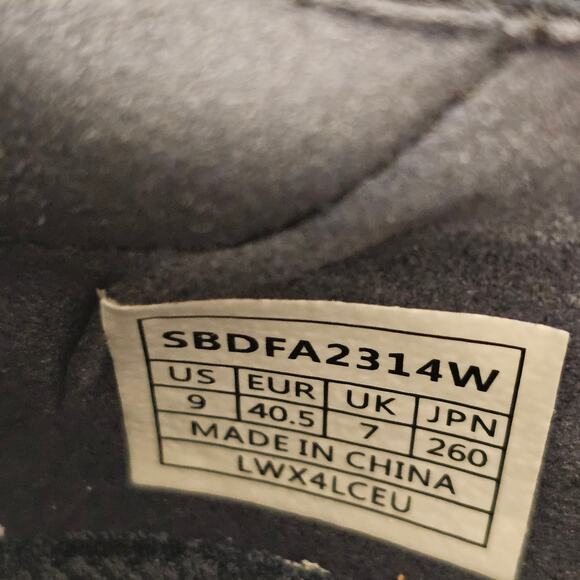 SBDFA2314W
US EUR UK JPN
9 40.5 7 260
MADE IN CHINA
LWX4LCEU